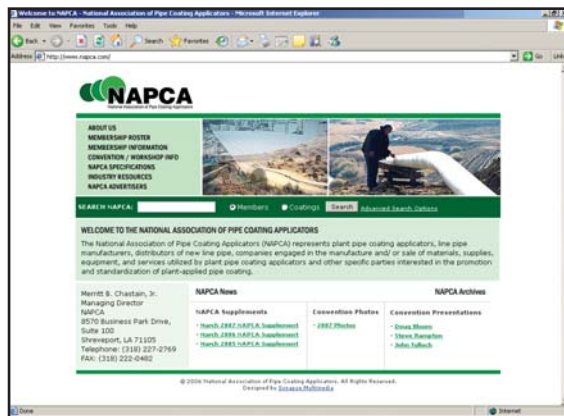 Welcome to NAPCA - National Association of Pipe Coating Applicators - Microsoft Internet Explorer
File Edit View Favorites Tools Help
Back Search Favorites
Address http://www.napca.com/ Go Links
NAPCA
National Association of Pipe Coating Applicators
ABOUT US
MEMBERSHIP ROSTER
MEMBERSHIP INFORMATION
CONVENTION / WORKSHOP INFO
NAPCA SPECIFICATIONS
INDUSTRY RESOURCES
NAPCA ADVERTISERS
SEARCH NAPCA: Members Coatings Search Advanced Search Options
WELCOME TO THE NATIONAL ASSOCIATION OF PIPE COATING APPLICATORS
The National Association of Pipe Coating Applicators (NAPCA) represents plant pipe coating applicators, line pipe
manufacturers, distributors of new line pipe, companies engaged in the manufacture and/ or sale of materials, supplies,
equipment, and services utilized by plant pipe coating applicators and other specific parties interested in the promotion
and standardization of plant-applied pipe coating.
Merritt B. Chastain, Jr.
Managing Director
NAPCA
8570 Business Park Drive,
Suite 100
Shreveport, LA 71105
Telephone: (318) 227-2769
FAX: (318) 222-0482
NAPCA News NAPCA Archives
NAPCA Supplements
· March 2007 NAPCA Supplement
· March 2006 NAPCA Supplement
· March 2005 NAPCA Supplement
Convention Photos
· 2007 Photos
Convention Presentations
· Doug Moore
· Steve Rampton
· John Tulloch
© 2006 National Association of Pipe Coating Applicators. All Rights Reserved.
Designed by Synapse Multimedia
Done Internet